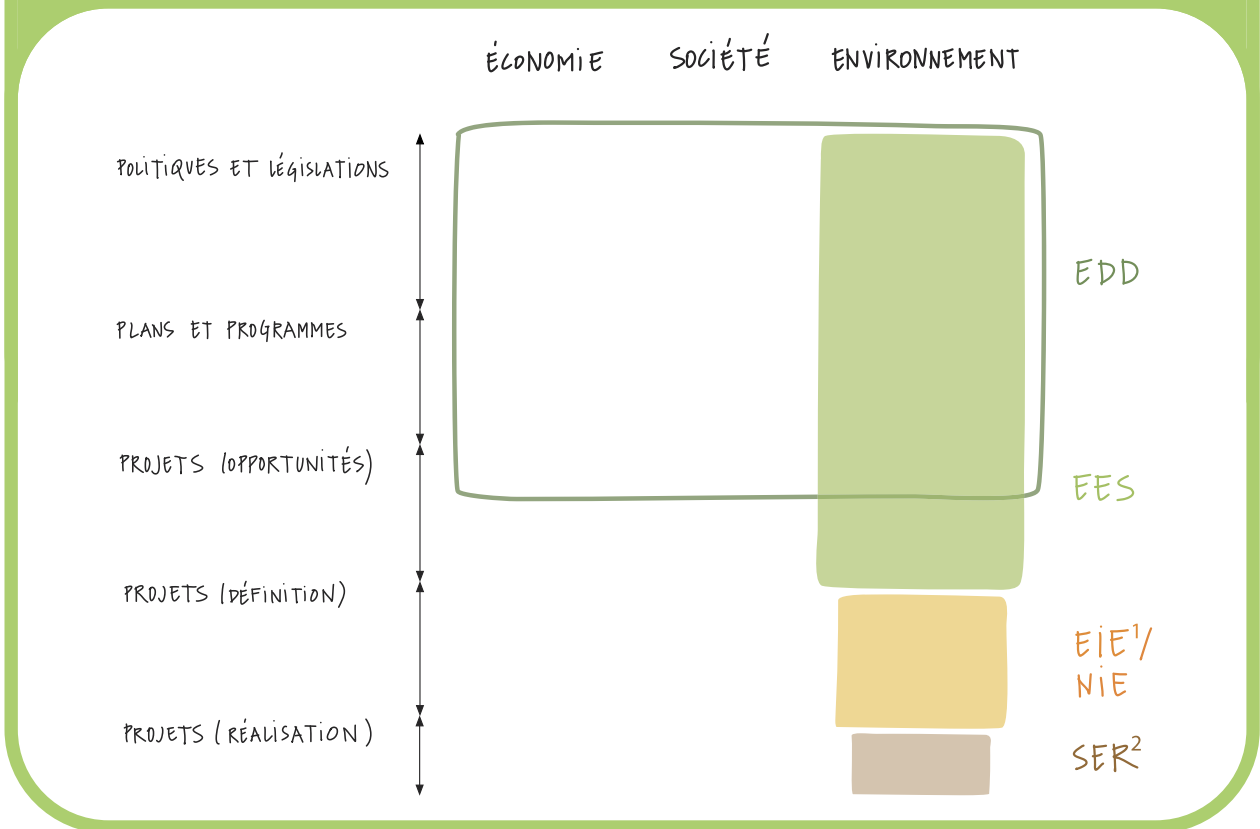 ÉCONOMIE SOCIÉTÉ ENVIRONNEMENT
POLITIQUES ET LÉGISLATIONS
EDD
PLANS ET PROGRAMMES
PROJETS (OPPORTUNITÉS)
EES
PROJETS (DÉFINITION)
EIE¹/
NIE
PROJETS (RÉALISATION)
SER²